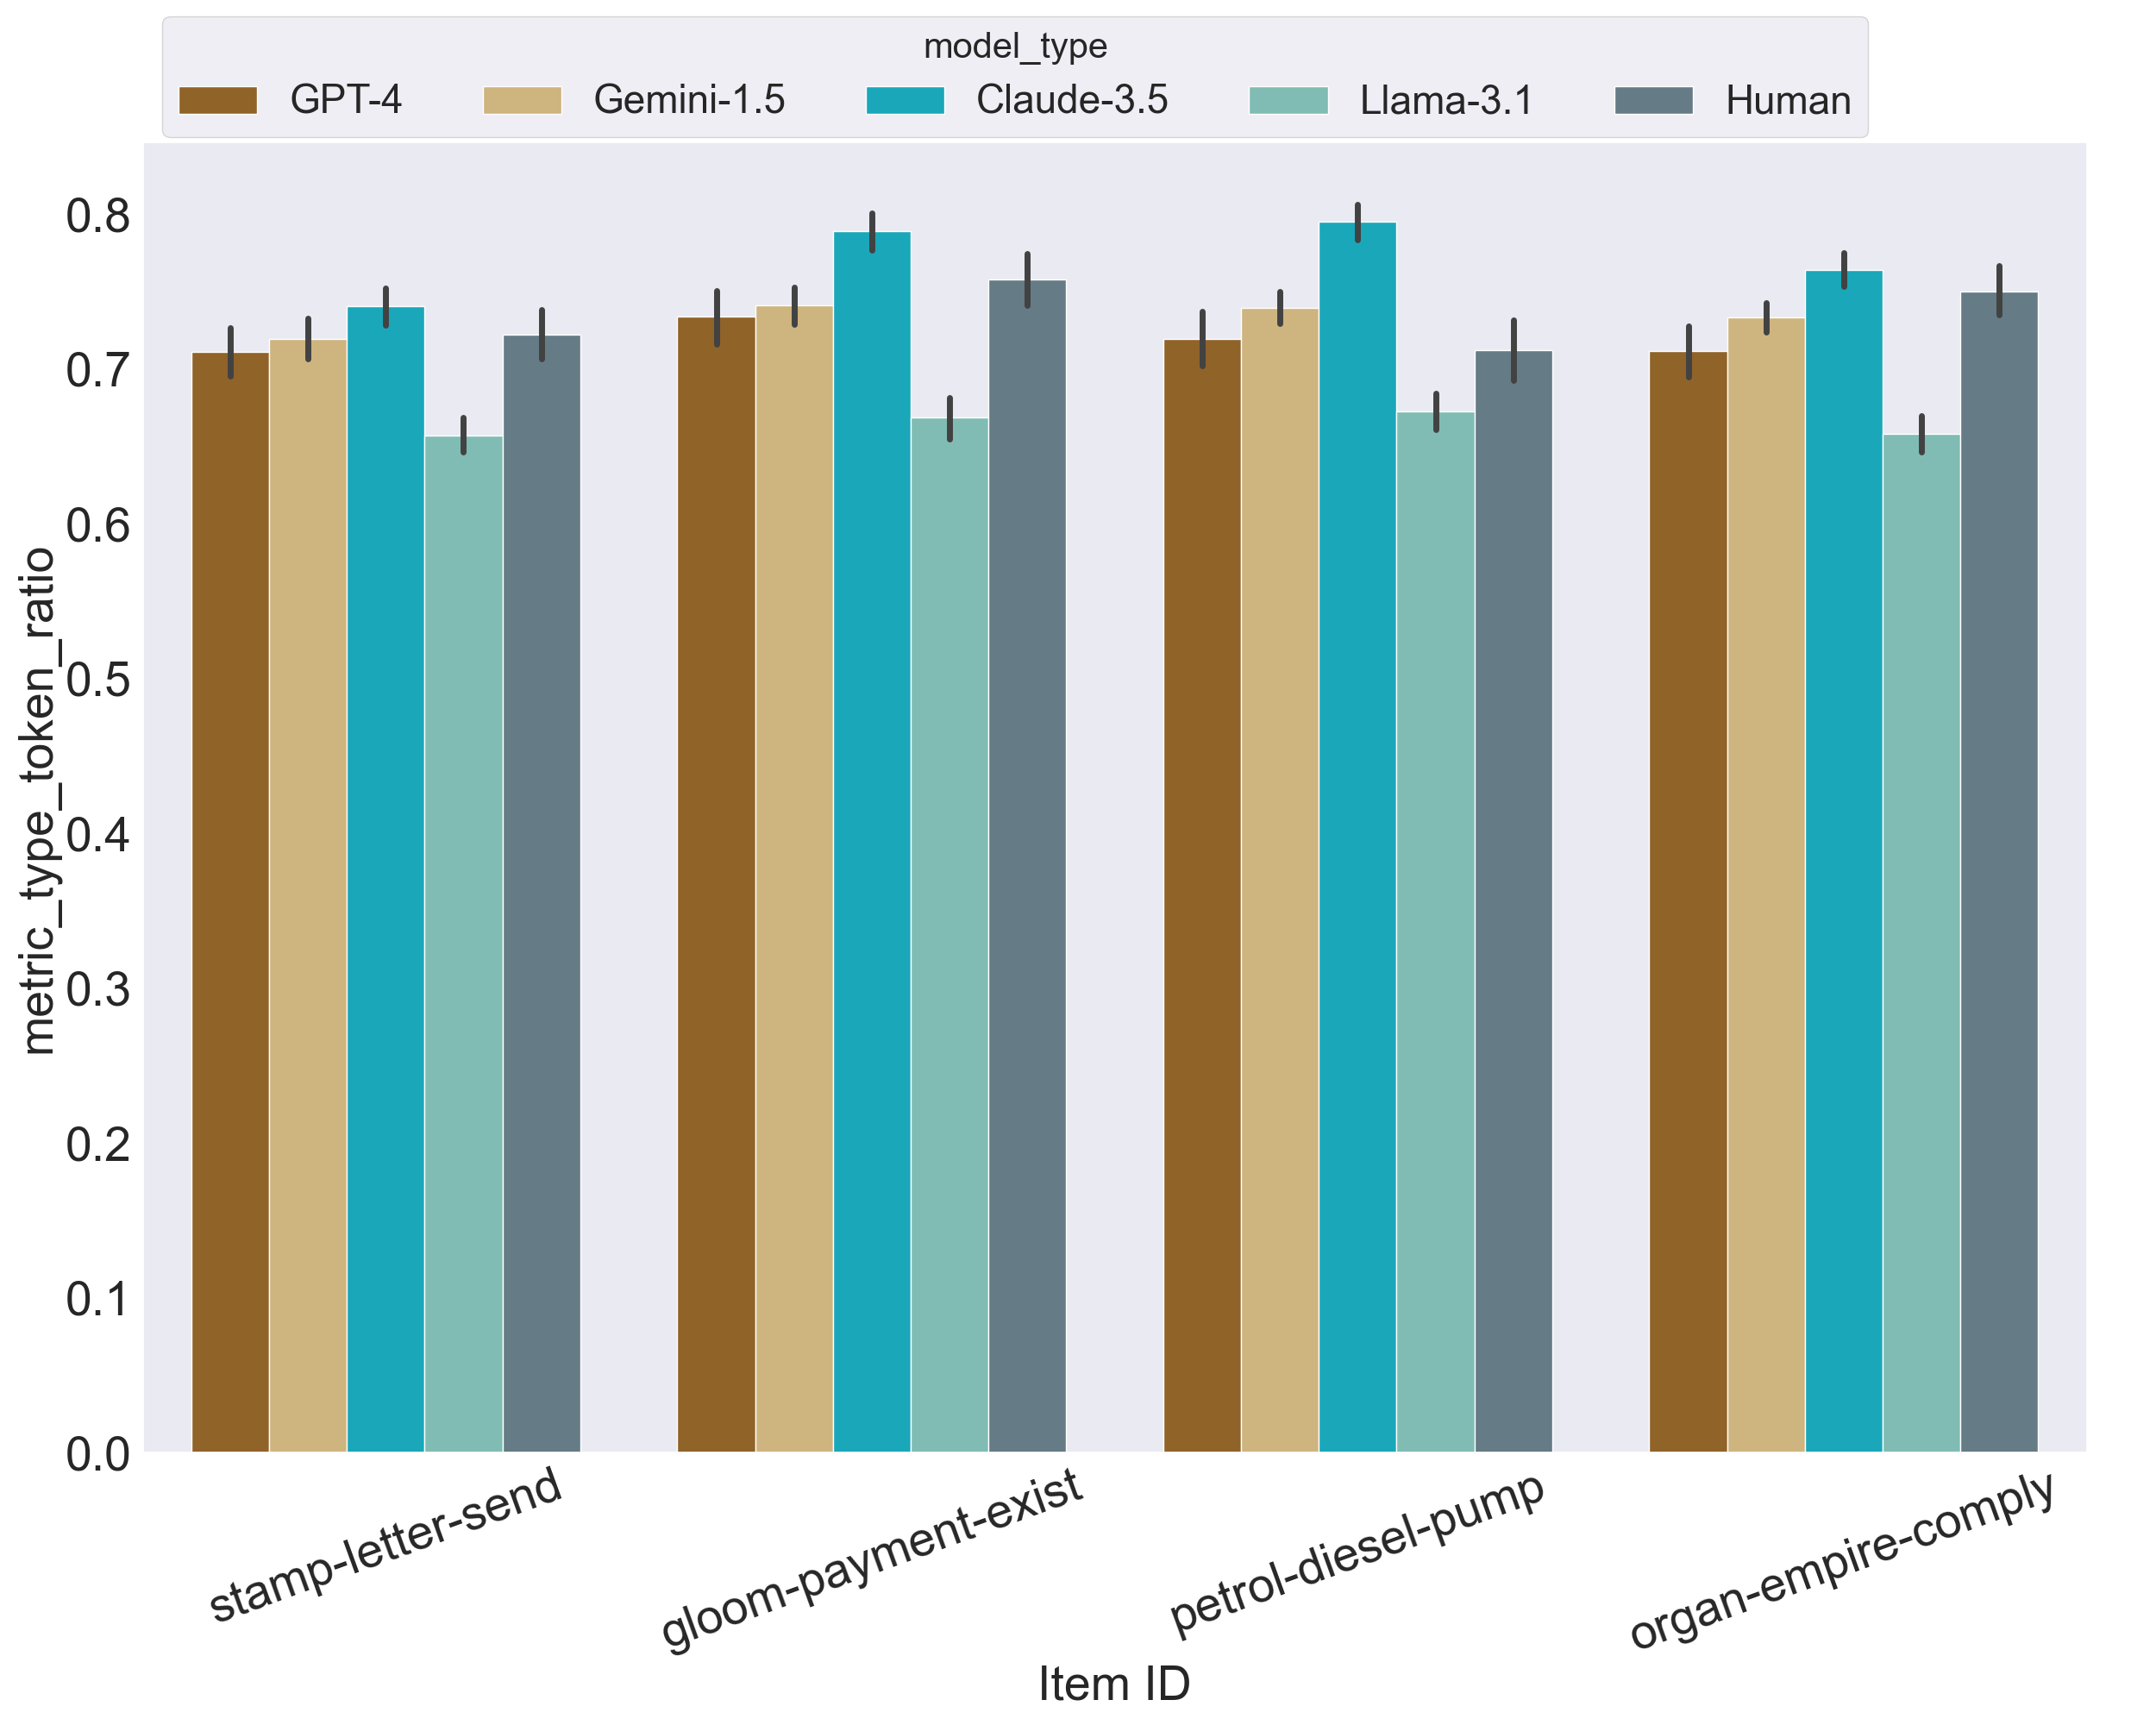 model_type
GPT-4 Gemini-1.5 Claude-3.5 Llama-3.1 Human
metric_type_token_ratio
0.8
0.7
0.6
0.5
0.4
0.3
0.2
0.1
0.0
stamp-letter-send gloom-payment-exist petrol-diesel-pump organ-empire-comply
Item ID